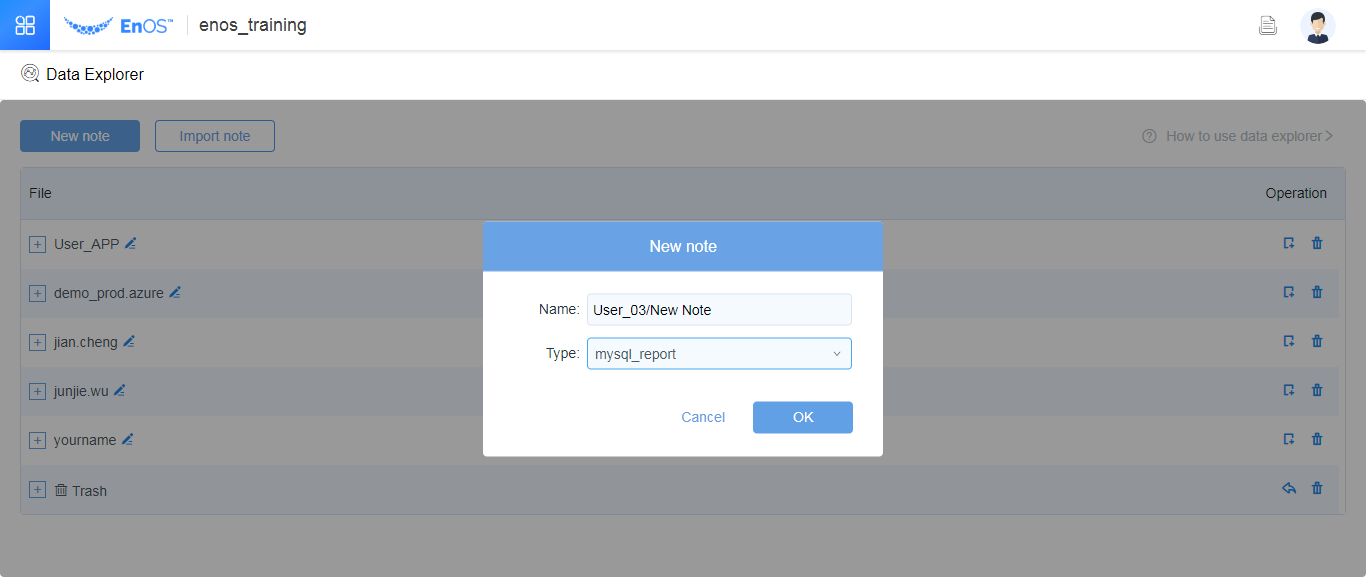 EnOS™ enos_training
Data Explorer
New note Import note How to use data explorer
File Operation
User_APP
demo_prod.azure
jian.cheng
junjie.wu
yourname
Trash
New note
Name: User_03/New Note
Type: mysql_report
Cancel OK